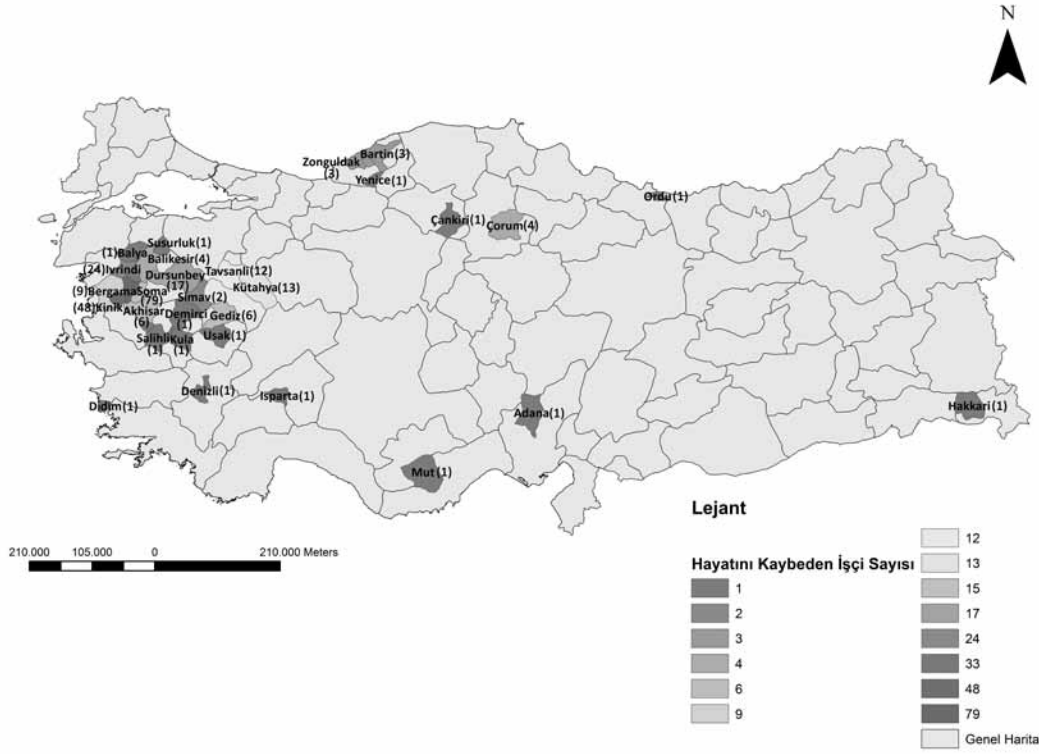 N
Bartin(3)
Zonguldak
(3)
Yenice(1)
Ordu(1)
Çankiri(1)
Çorum(4)
Susurluk(1)
(1)Balya
Balikesir(4)
(24)Ivrindi
Dursunbey
(17)
Tavsanli(12)
Kütahya(13)
(9)Bergama
Soma
(79)
Simav(2)
(48)Kinik
Akhisar
(6)
Demirci
(1)
Gediz(6)
Salihli
(1)
Kula
(1)
Usak(1)
Denizli(1)
Isparta(1)
Didim(1)
Adana(1)
Hakkari(1)
Mut(1)
210.000 105.000 0 210.000 Meters
Lejant
Hayatını Kaybeden İşçi Sayısı
1
2
3
4
6
9
12
13
15
17
24
33
48
79
Genel Harita